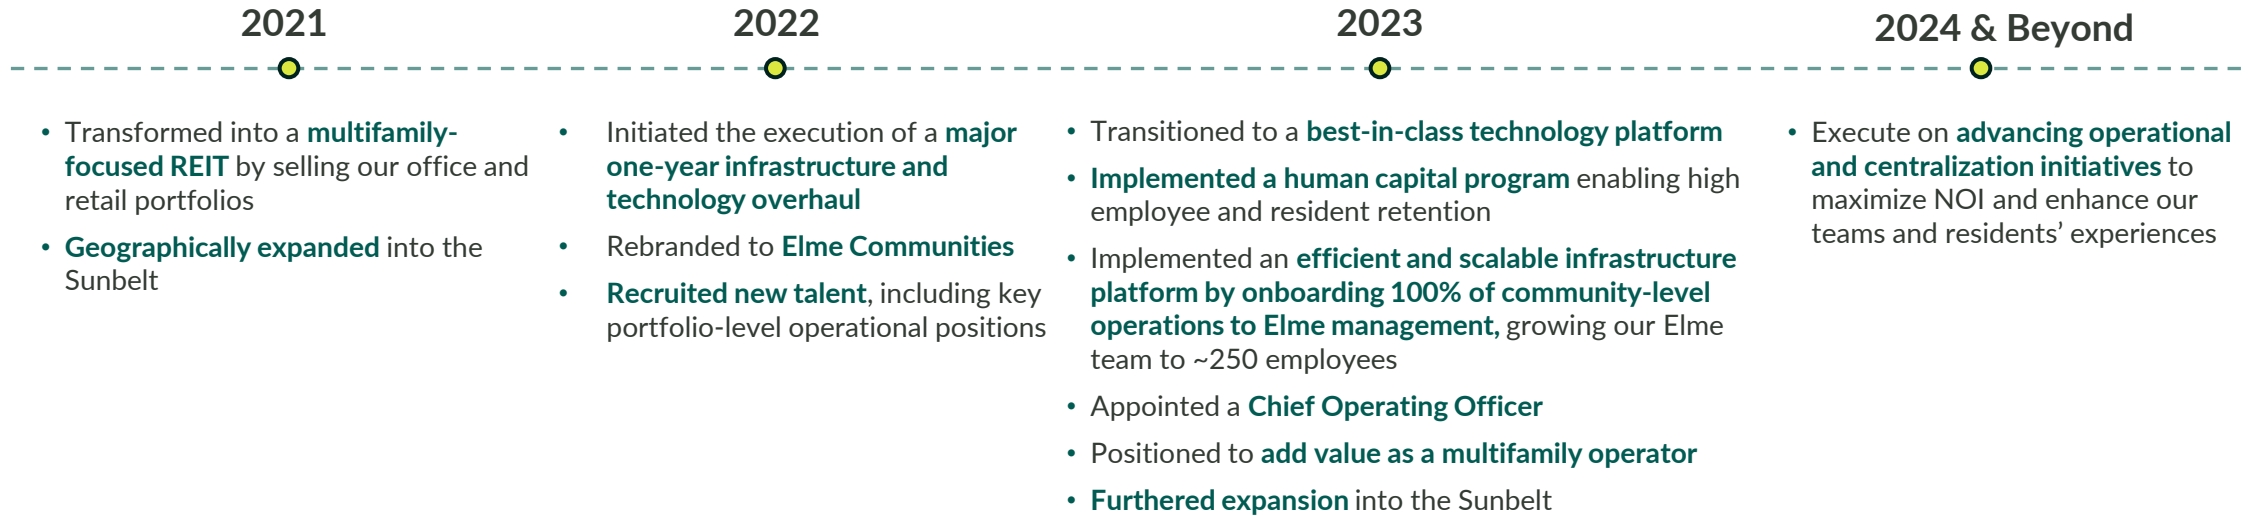 2021
• Transformed into a multifamily-
focused REIT by selling our office and
retail portfolios
• Geographically expanded into the
Sunbelt
2022
• Initiated the execution of a major
one-year infrastructure and
technology overhaul
• Rebranded to Elme Communities
• Recruited new talent, including key
portfolio-level operational positions
2023
• Transitioned to a best-in-class technology platform
• Implemented a human capital program enabling high
employee and resident retention
• Implemented an efficient and scalable infrastructure
platform by onboarding 100% of community-level
operations to Elme management, growing our Elme
team to ~250 employees
• Appointed a Chief Operating Officer
• Positioned to add value as a multifamily operator
• Furthered expansion into the Sunbelt
2024 & Beyond
• Execute on advancing operational
and centralization initiatives to
maximize NOI and enhance our
teams and residents’ experiences